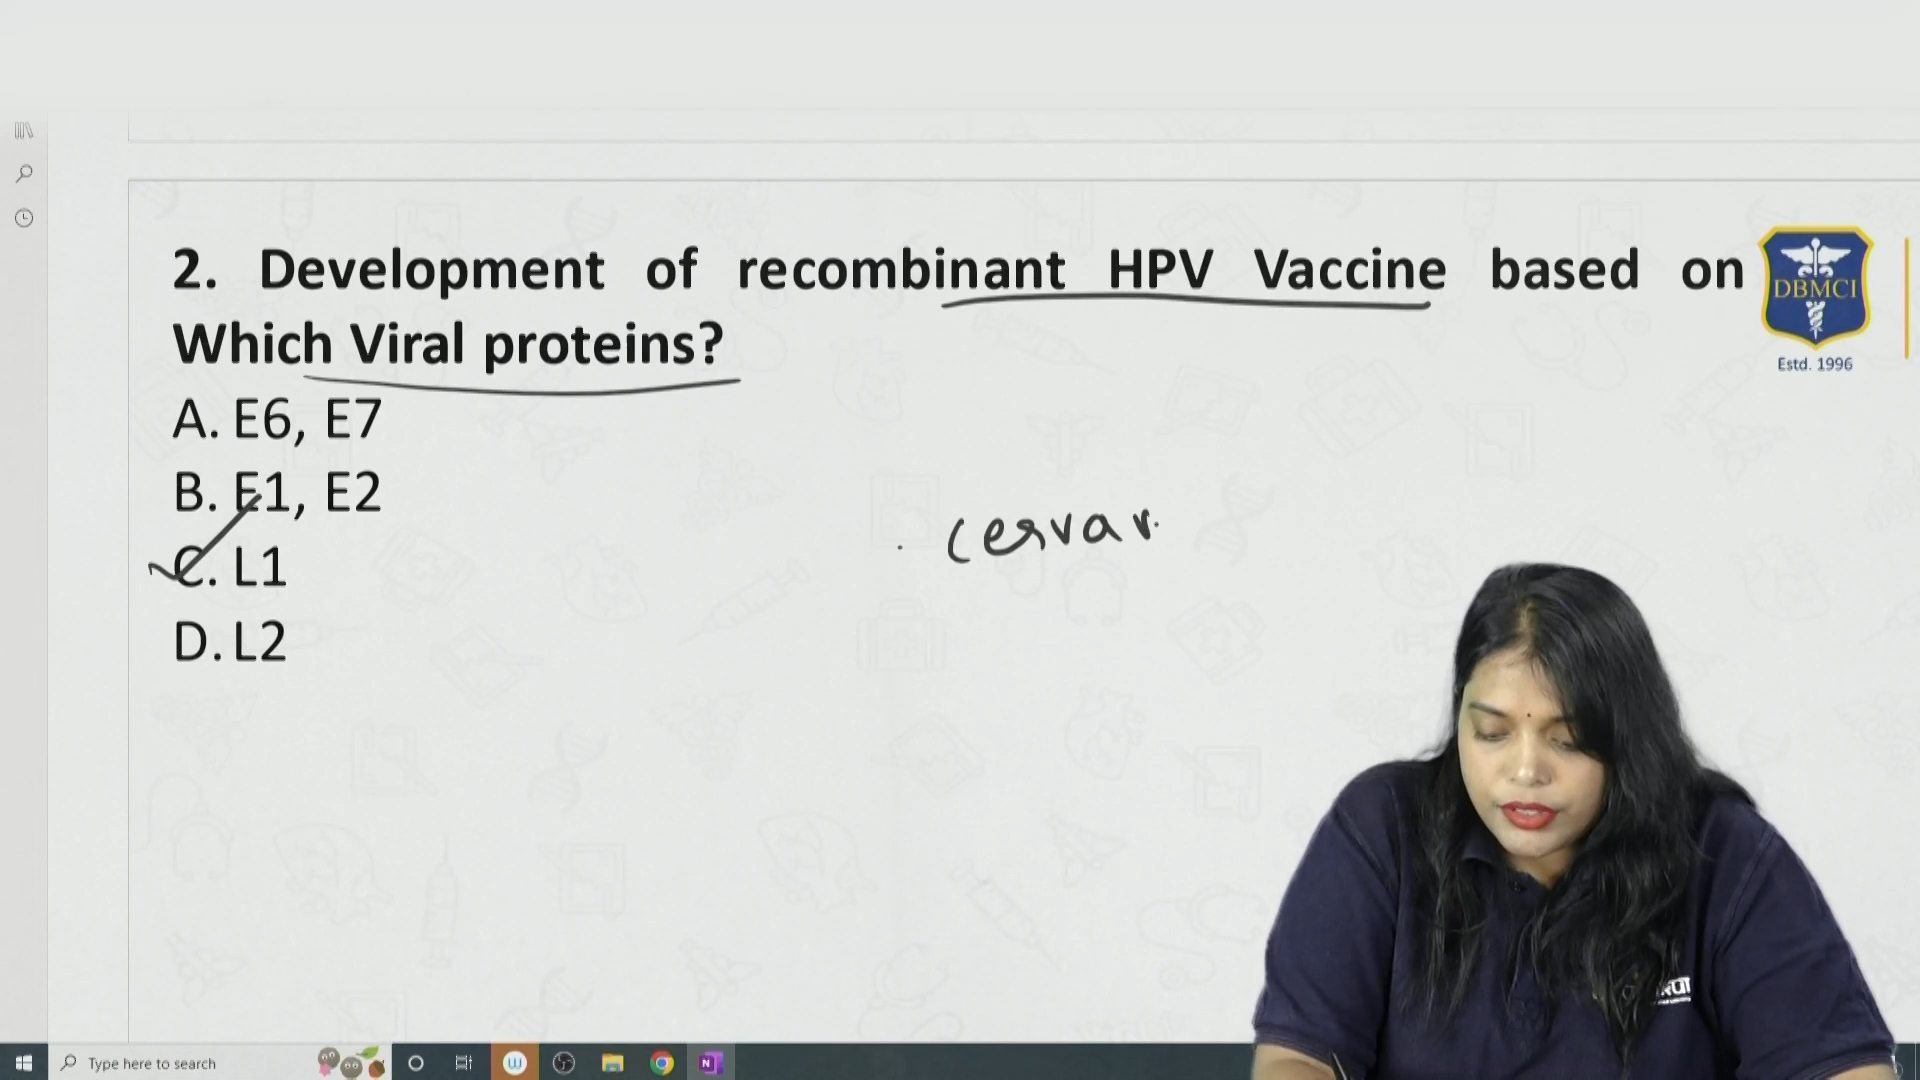 2. Development of recombinant HPV Vaccine based on
Which Viral proteins?
A. E6, E7
B. E1, E2
C. L1
D. L2
Cervar
DBMCI
Estd. 1996
Type here to search